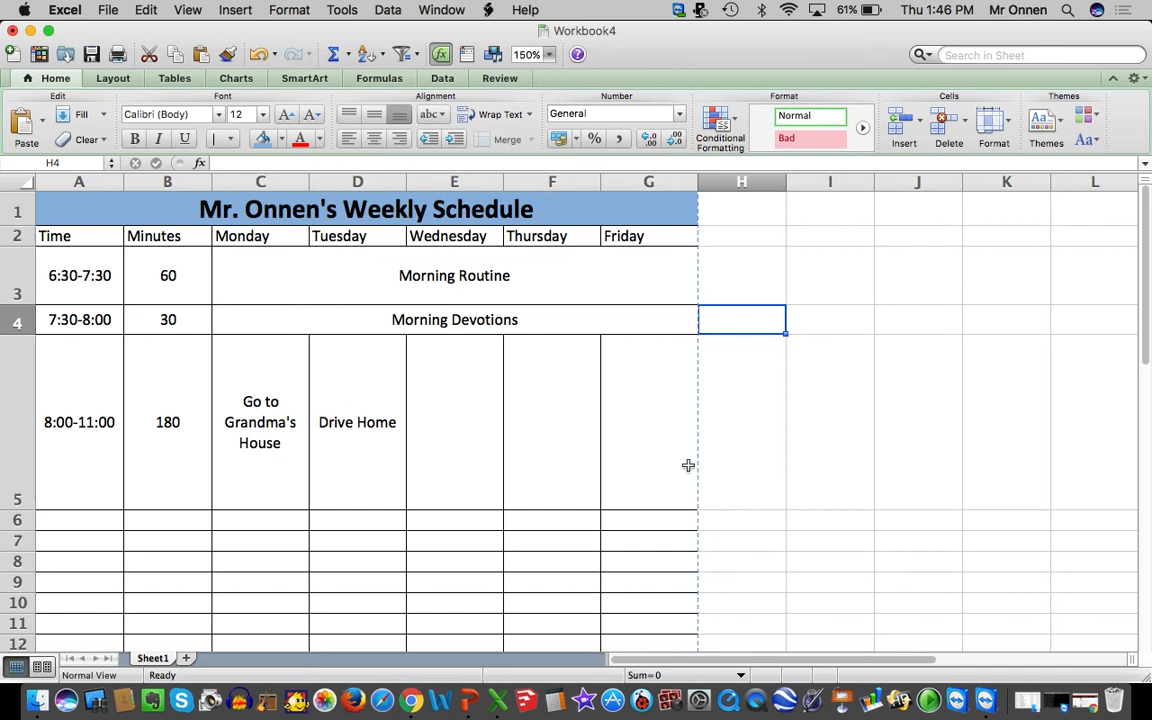 Excel File Edit View Insert Format Tools Data Window Help 61% Thu 1:46 PM Mr Onnen
Workbook4
150% Search in Sheet
Home Layout Tables Charts SmartArt Formulas Data Review
Edit Font Alignment Number Format Cells Themes
Fill Calibri (Body) 12 A A abc Wrap Text General Normal
Paste Clear B I U A Merge % , Conditional Formatting Bad Insert Delete Format Themes Aa
H4 fx
A B C D E F G H I J K L
1 Mr. Onnen's Weekly Schedule
2 Time Minutes Monday Tuesday Wednesday Thursday Friday
3 6:30-7:30 60 Morning Routine
4 7:30-8:00 30 Morning Devotions
5 8:00-11:00 180 Go to Grandma's House Drive Home
6
7
8
9
10
11
12
Sheet1
Normal View Ready Sum=0